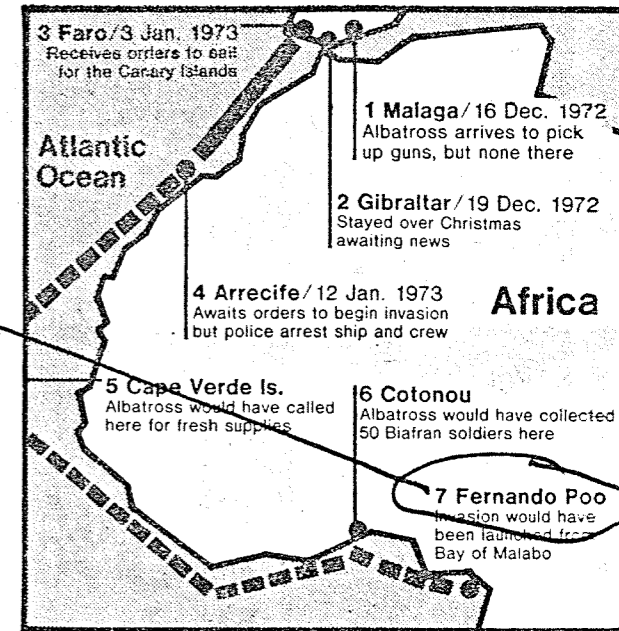 3 Faro/3 Jan. 1973
Receives orders to sail
for the Canary Islands
Atlantic
Ocean
1 Malaga/16 Dec. 1972
Albatross arrives to pick
up guns, but none there
2 Gibraltar/19 Dec. 1972
Stayed over Christmas
awaiting news
4 Arrecife/12 Jan. 1973
Awaits orders to begin invasion
but police arrest ship and crew
Africa
5 Cape Verde Is.
Albatross would have called
here for fresh supplies
6 Cotonou
Albatross would have collected
50 Biafran soldiers here
7 Fernando Poo
Invasion would have
been launched from
Bay of Malabo